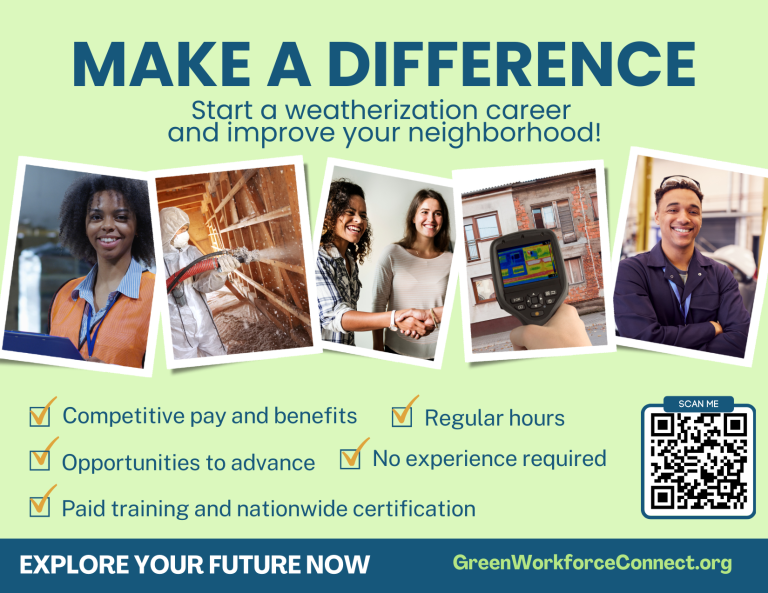 MAKE A DIFFERENCE
Start a weatherization career
and improve your neighborhood!
Competitive pay and benefits
Regular hours
Opportunities to advance
No experience required
Paid training and nationwide certification
SCAN ME
EXPLORE YOUR FUTURE NOW
GreenWorkforceConnect.org